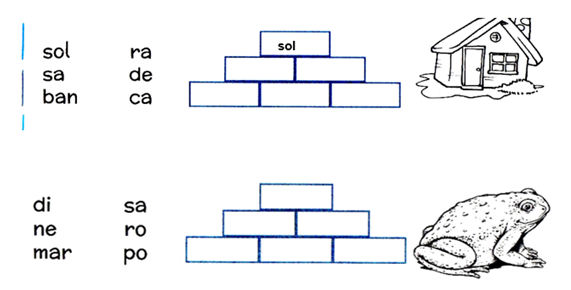 sol ra sol
sa de
ban ca
di sa
ne ro
mar po